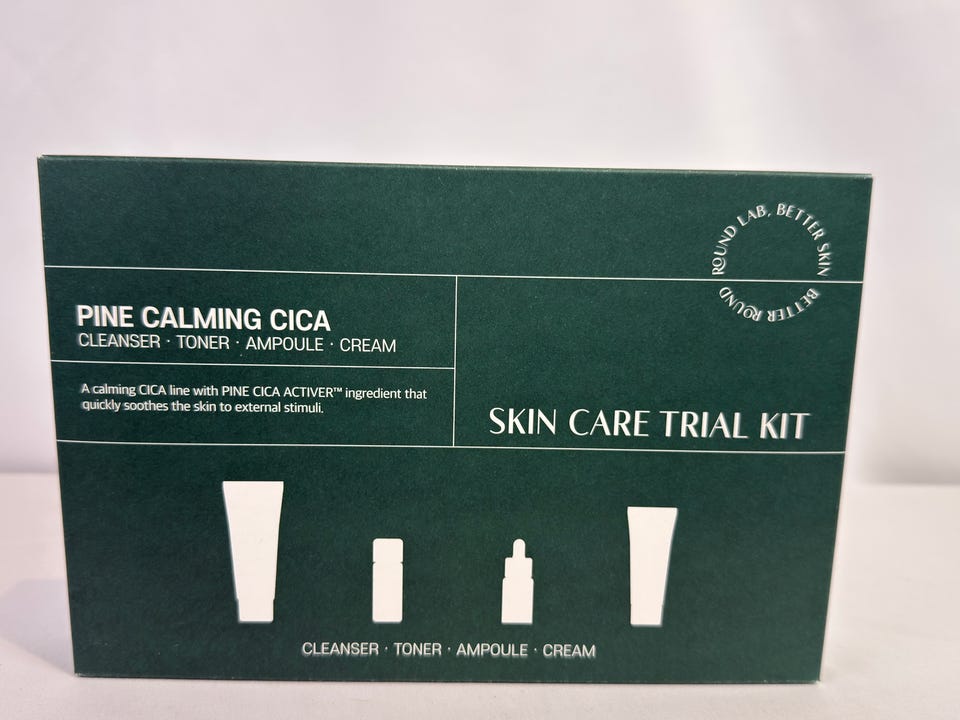 ROUND LAB, BETTER SKIN
BETTER ROUND
PINE CALMING CICA
CLEANSER · TONER · AMPOULE · CREAM
A calming CICA line with PINE CICA ACTIVER™ ingredient that
quickly soothes the skin to external stimuli.
SKIN CARE TRIAL KIT
CLEANSER · TONER · AMPOULE · CREAM